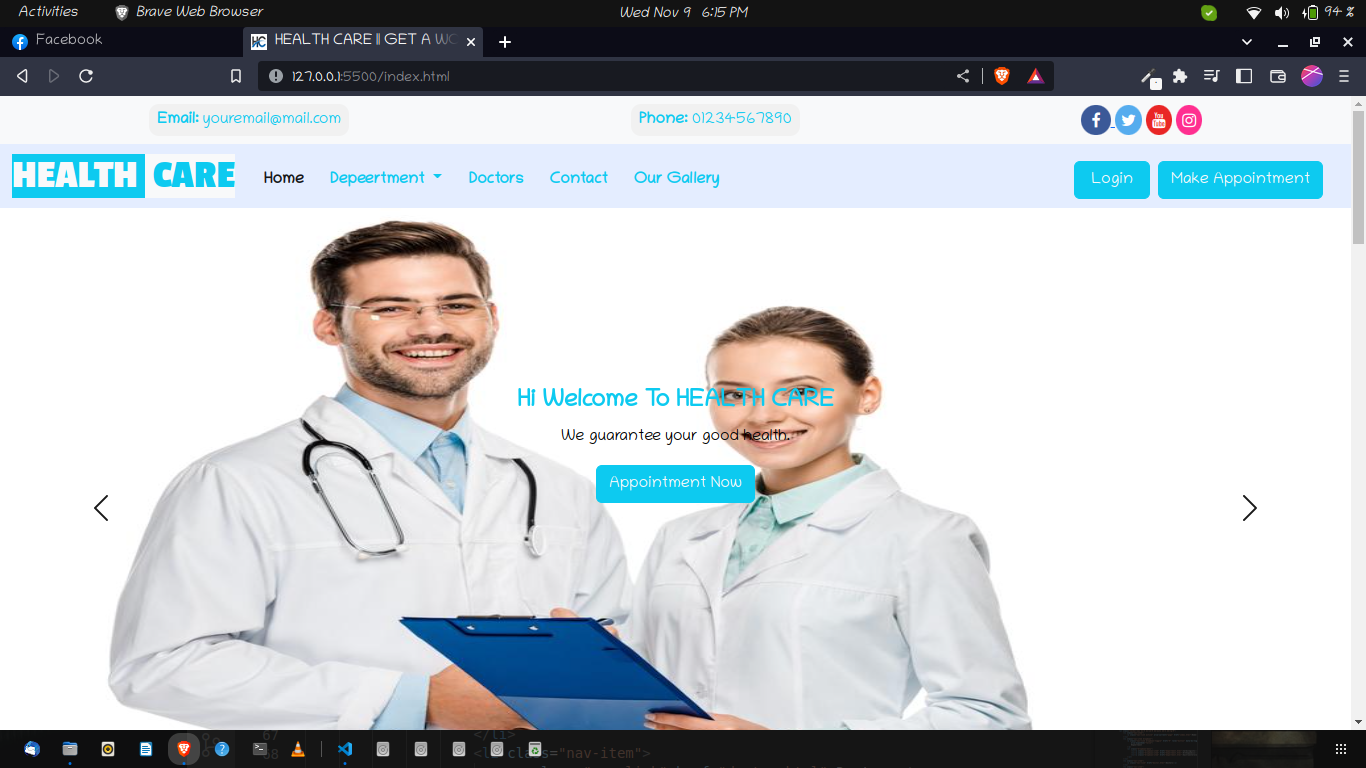 Activities Brave Web Browser Wed Nov 9 6:15 PM 94 %
Facebook HEALTH CARE || GET A WO
127.0.0.1:5500/index.html
Email: youremail@mail.com Phone: 01234567890
HEALTH CARE Home Depeertment Doctors Contact Our Gallery Login Make Appointment
Hi Welcome To HEALTH CARE
We guarantee your good health.
Appointment Now
67 </li>
68 class="nav-item">